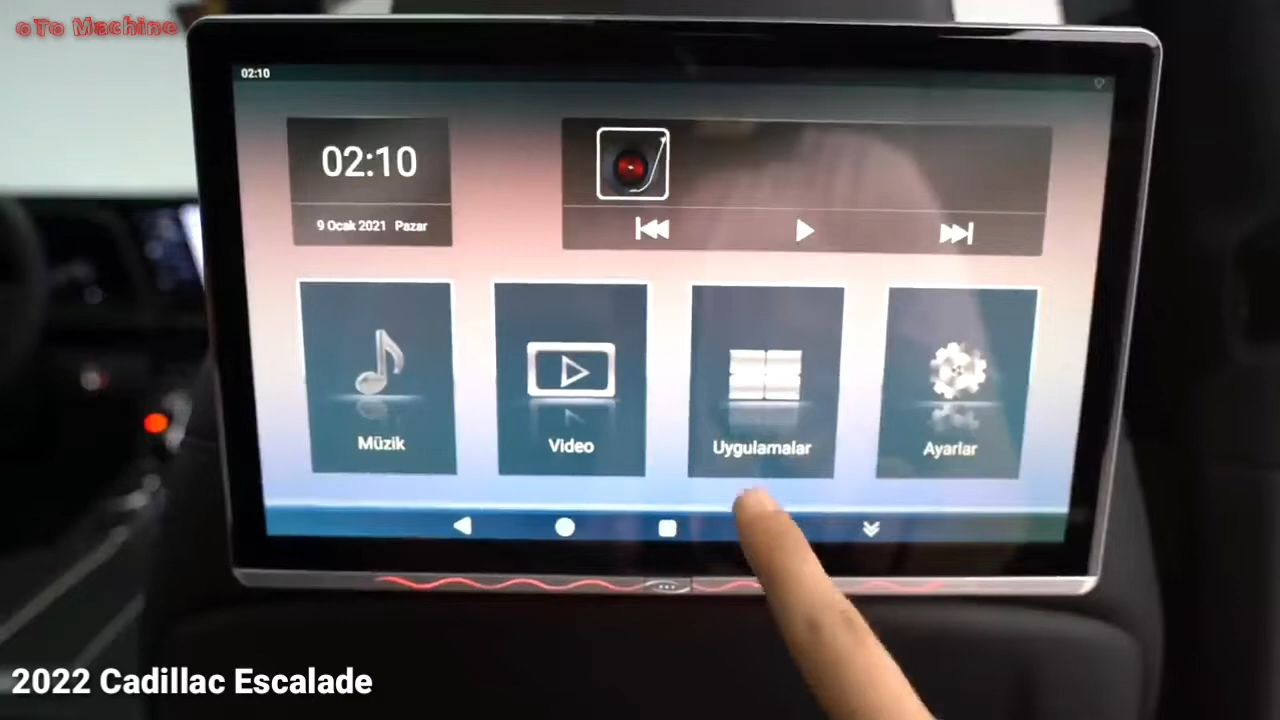 oTo Machine
02:10
02:10
9 Ocak 2021 Pazar
Müzik
Video
Uygulamalar
Ayarlar
2022 Cadillac Escalade